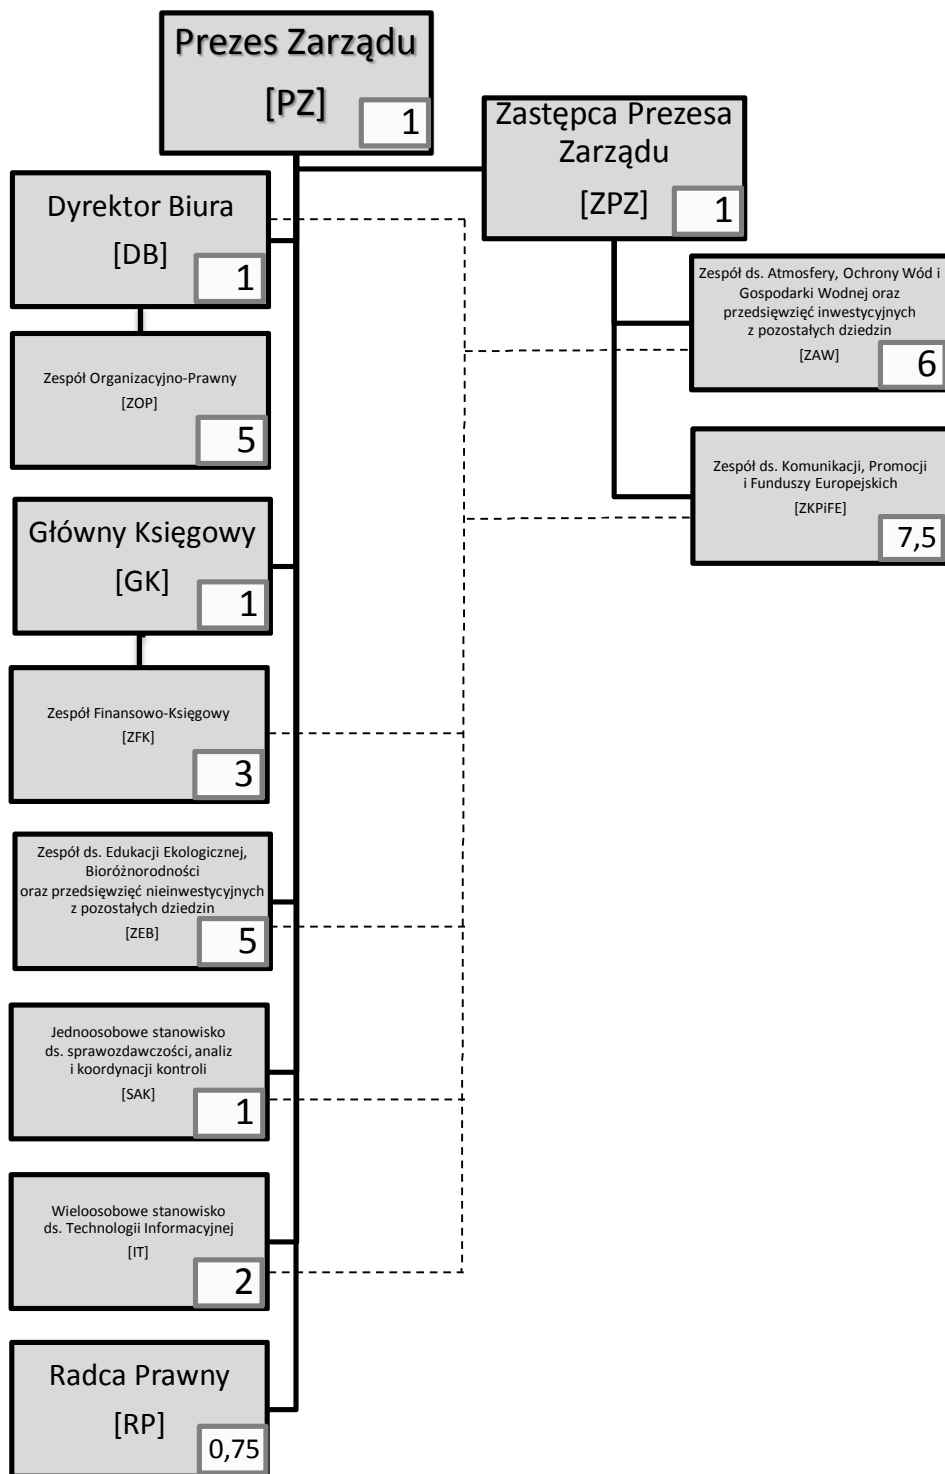 Prezes Zarządu
[PZ]
1
Zastępca Prezesa
Zarządu
[ZPZ]
1
Dyrektor Biura
[DB]
1
Zespół Organizacyjno-Prawny
[ZOP]
5
Zespół ds. Atmosfery, Ochrony Wód i
Gospodarki Wodnej oraz
przedsięwzięć inwestycyjnych
z pozostałych dziedzin
[ZAW]
6
Zespół ds. Komunikacji, Promocji
i Funduszy Europejskich
[ZKPiFE]
7,5
Główny Księgowy
[GK]
1
Zespół Finansowo-Księgowy
[ZFK]
3
Zespół ds. Edukacji Ekologicznej,
Bioróżnorodności
oraz przedsięwzięć nieinwestycyjnych
z pozostałych dziedzin
[ZEB]
5
Jednoosobowe stanowisko
ds. sprawozdawczości, analiz
i koordynacji kontroli
[SAK]
1
Wieloosobowe stanowisko
ds. Technologii Informacyjnej
[IT]
2
Radca Prawny
[RP]
0,75